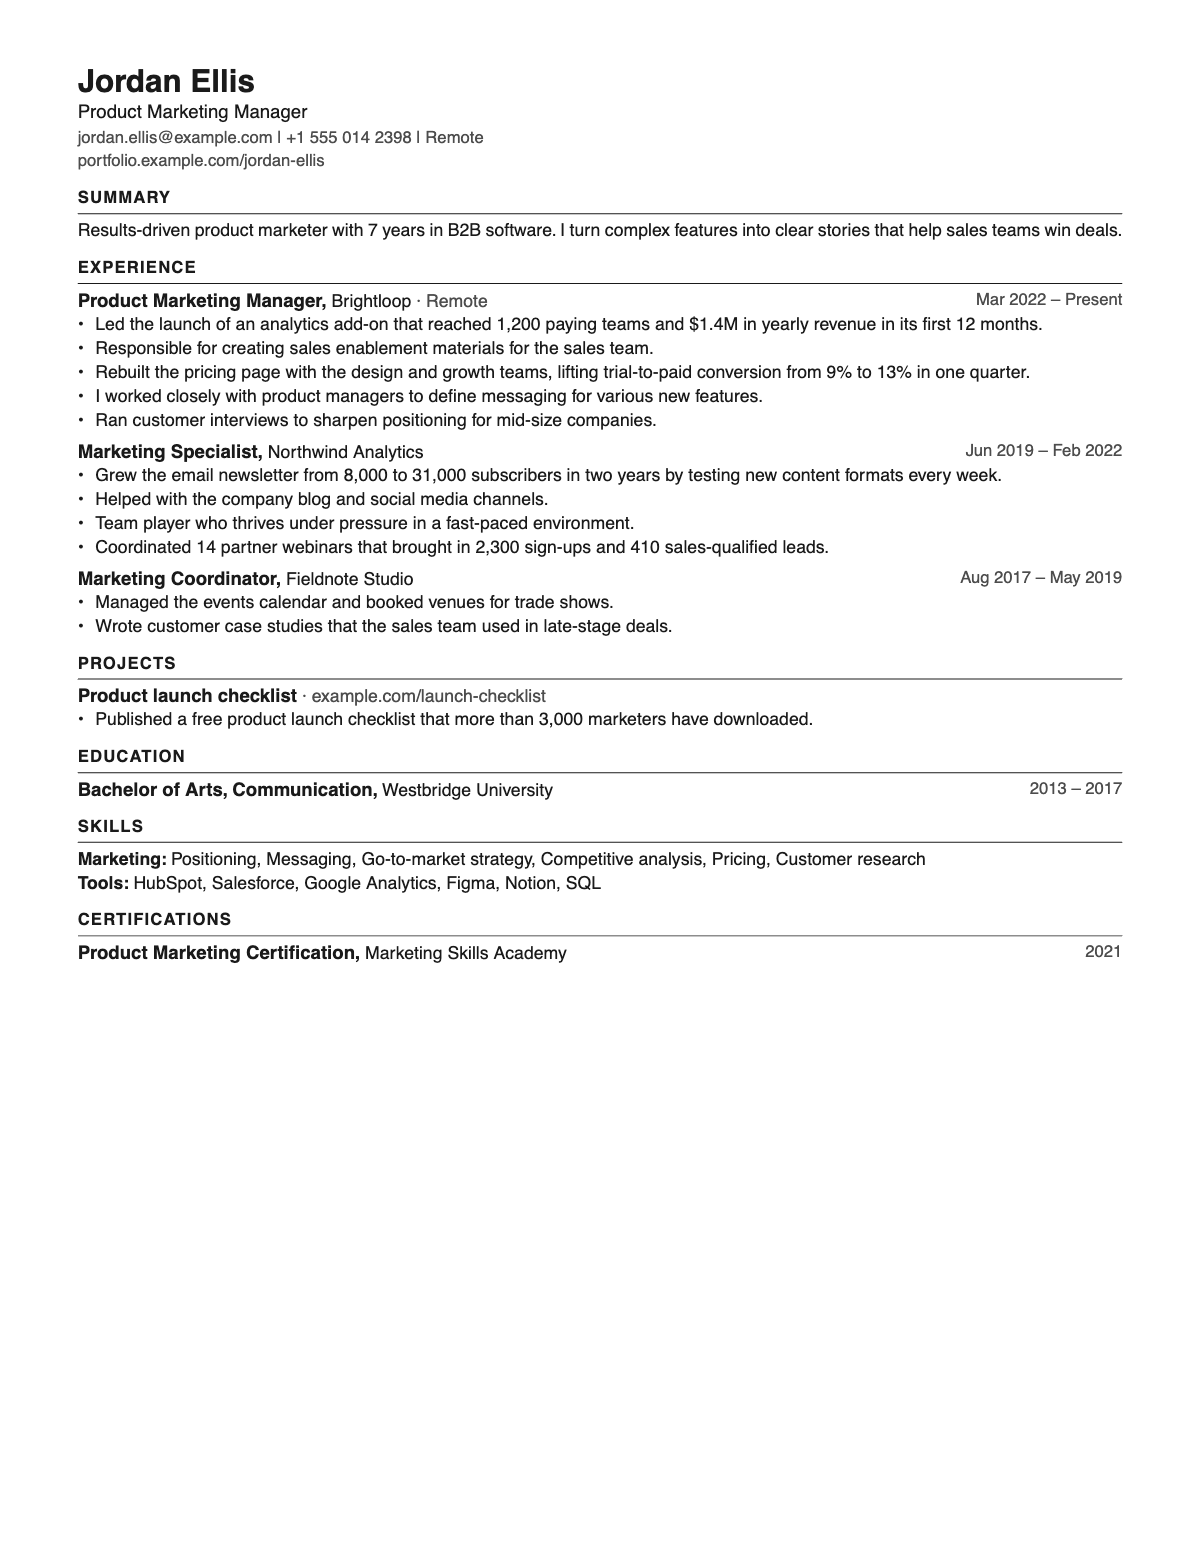 Jordan Ellis
Product Marketing Manager
jordan.ellis@example.com | +1 555 014 2398 | Remote
portfolio.example.com/jordan-ellis
SUMMARY
Results-driven product marketer with 7 years in B2B software. I turn complex features into clear stories that help sales teams win deals.
EXPERIENCE
Product Marketing Manager, Brightloop · Remote Mar 2022 – Present
• Led the launch of an analytics add-on that reached 1,200 paying teams and $1.4M in yearly revenue in its first 12 months.
• Responsible for creating sales enablement materials for the sales team.
• Rebuilt the pricing page with the design and growth teams, lifting trial-to-paid conversion from 9% to 13% in one quarter.
• I worked closely with product managers to define messaging for various new features.
• Ran customer interviews to sharpen positioning for mid-size companies.
Marketing Specialist, Northwind Analytics Jun 2019 – Feb 2022
• Grew the email newsletter from 8,000 to 31,000 subscribers in two years by testing new content formats every week.
• Helped with the company blog and social media channels.
• Team player who thrives under pressure in a fast-paced environment.
• Coordinated 14 partner webinars that brought in 2,300 sign-ups and 410 sales-qualified leads.
Marketing Coordinator, Fieldnote Studio Aug 2017 – May 2019
• Managed the events calendar and booked venues for trade shows.
• Wrote customer case studies that the sales team used in late-stage deals.
PROJECTS
Product launch checklist · example.com/launch-checklist
• Published a free product launch checklist that more than 3,000 marketers have downloaded.
EDUCATION
Bachelor of Arts, Communication, Westbridge University 2013 – 2017
SKILLS
Marketing: Positioning, Messaging, Go-to-market strategy, Competitive analysis, Pricing, Customer research
Tools: HubSpot, Salesforce, Google Analytics, Figma, Notion, SQL
CERTIFICATIONS
Product Marketing Certification, Marketing Skills Academy 2021